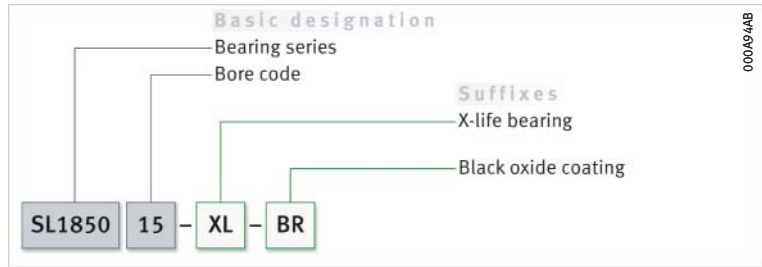 Basic designation
Bearing series
Bore code
Suffixes
X-life bearing
Black oxide coating
SL1850 15 – XL – BR
000A94AB